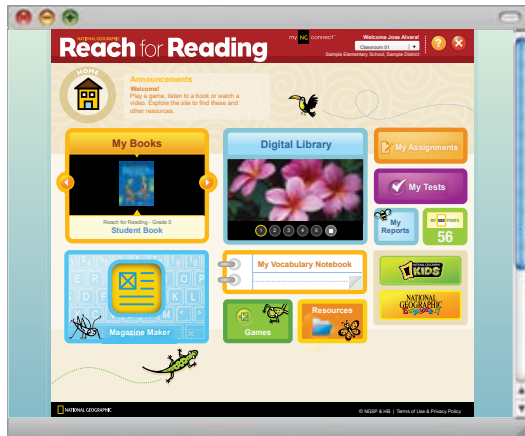 NATIONAL GEOGRAPHIC
Reach for Reading
my NG connect
Welcome Jose Alvera!
Classroom 01
Sample Elementary School, Sample District
HOME
Announcements
Welcome!
Play a game, listen to a book or watch a
video. Explore the site to find these and
other resources.
My Books
Reach for Reading - Grade 5
Student Book
Digital Library
1 2 3 4 5
My Assignments
My Tests
My
Reports
POINTS
56
Magazine Maker
My Vocabulary Notebook
Games
Resources
NATIONAL GEOGRAPHIC
KIDS
NATIONAL
GEOGRAPHIC
Explorer!
NATIONAL GEOGRAPHIC
© NGSP & HB | Terms of Use & Privacy Policy